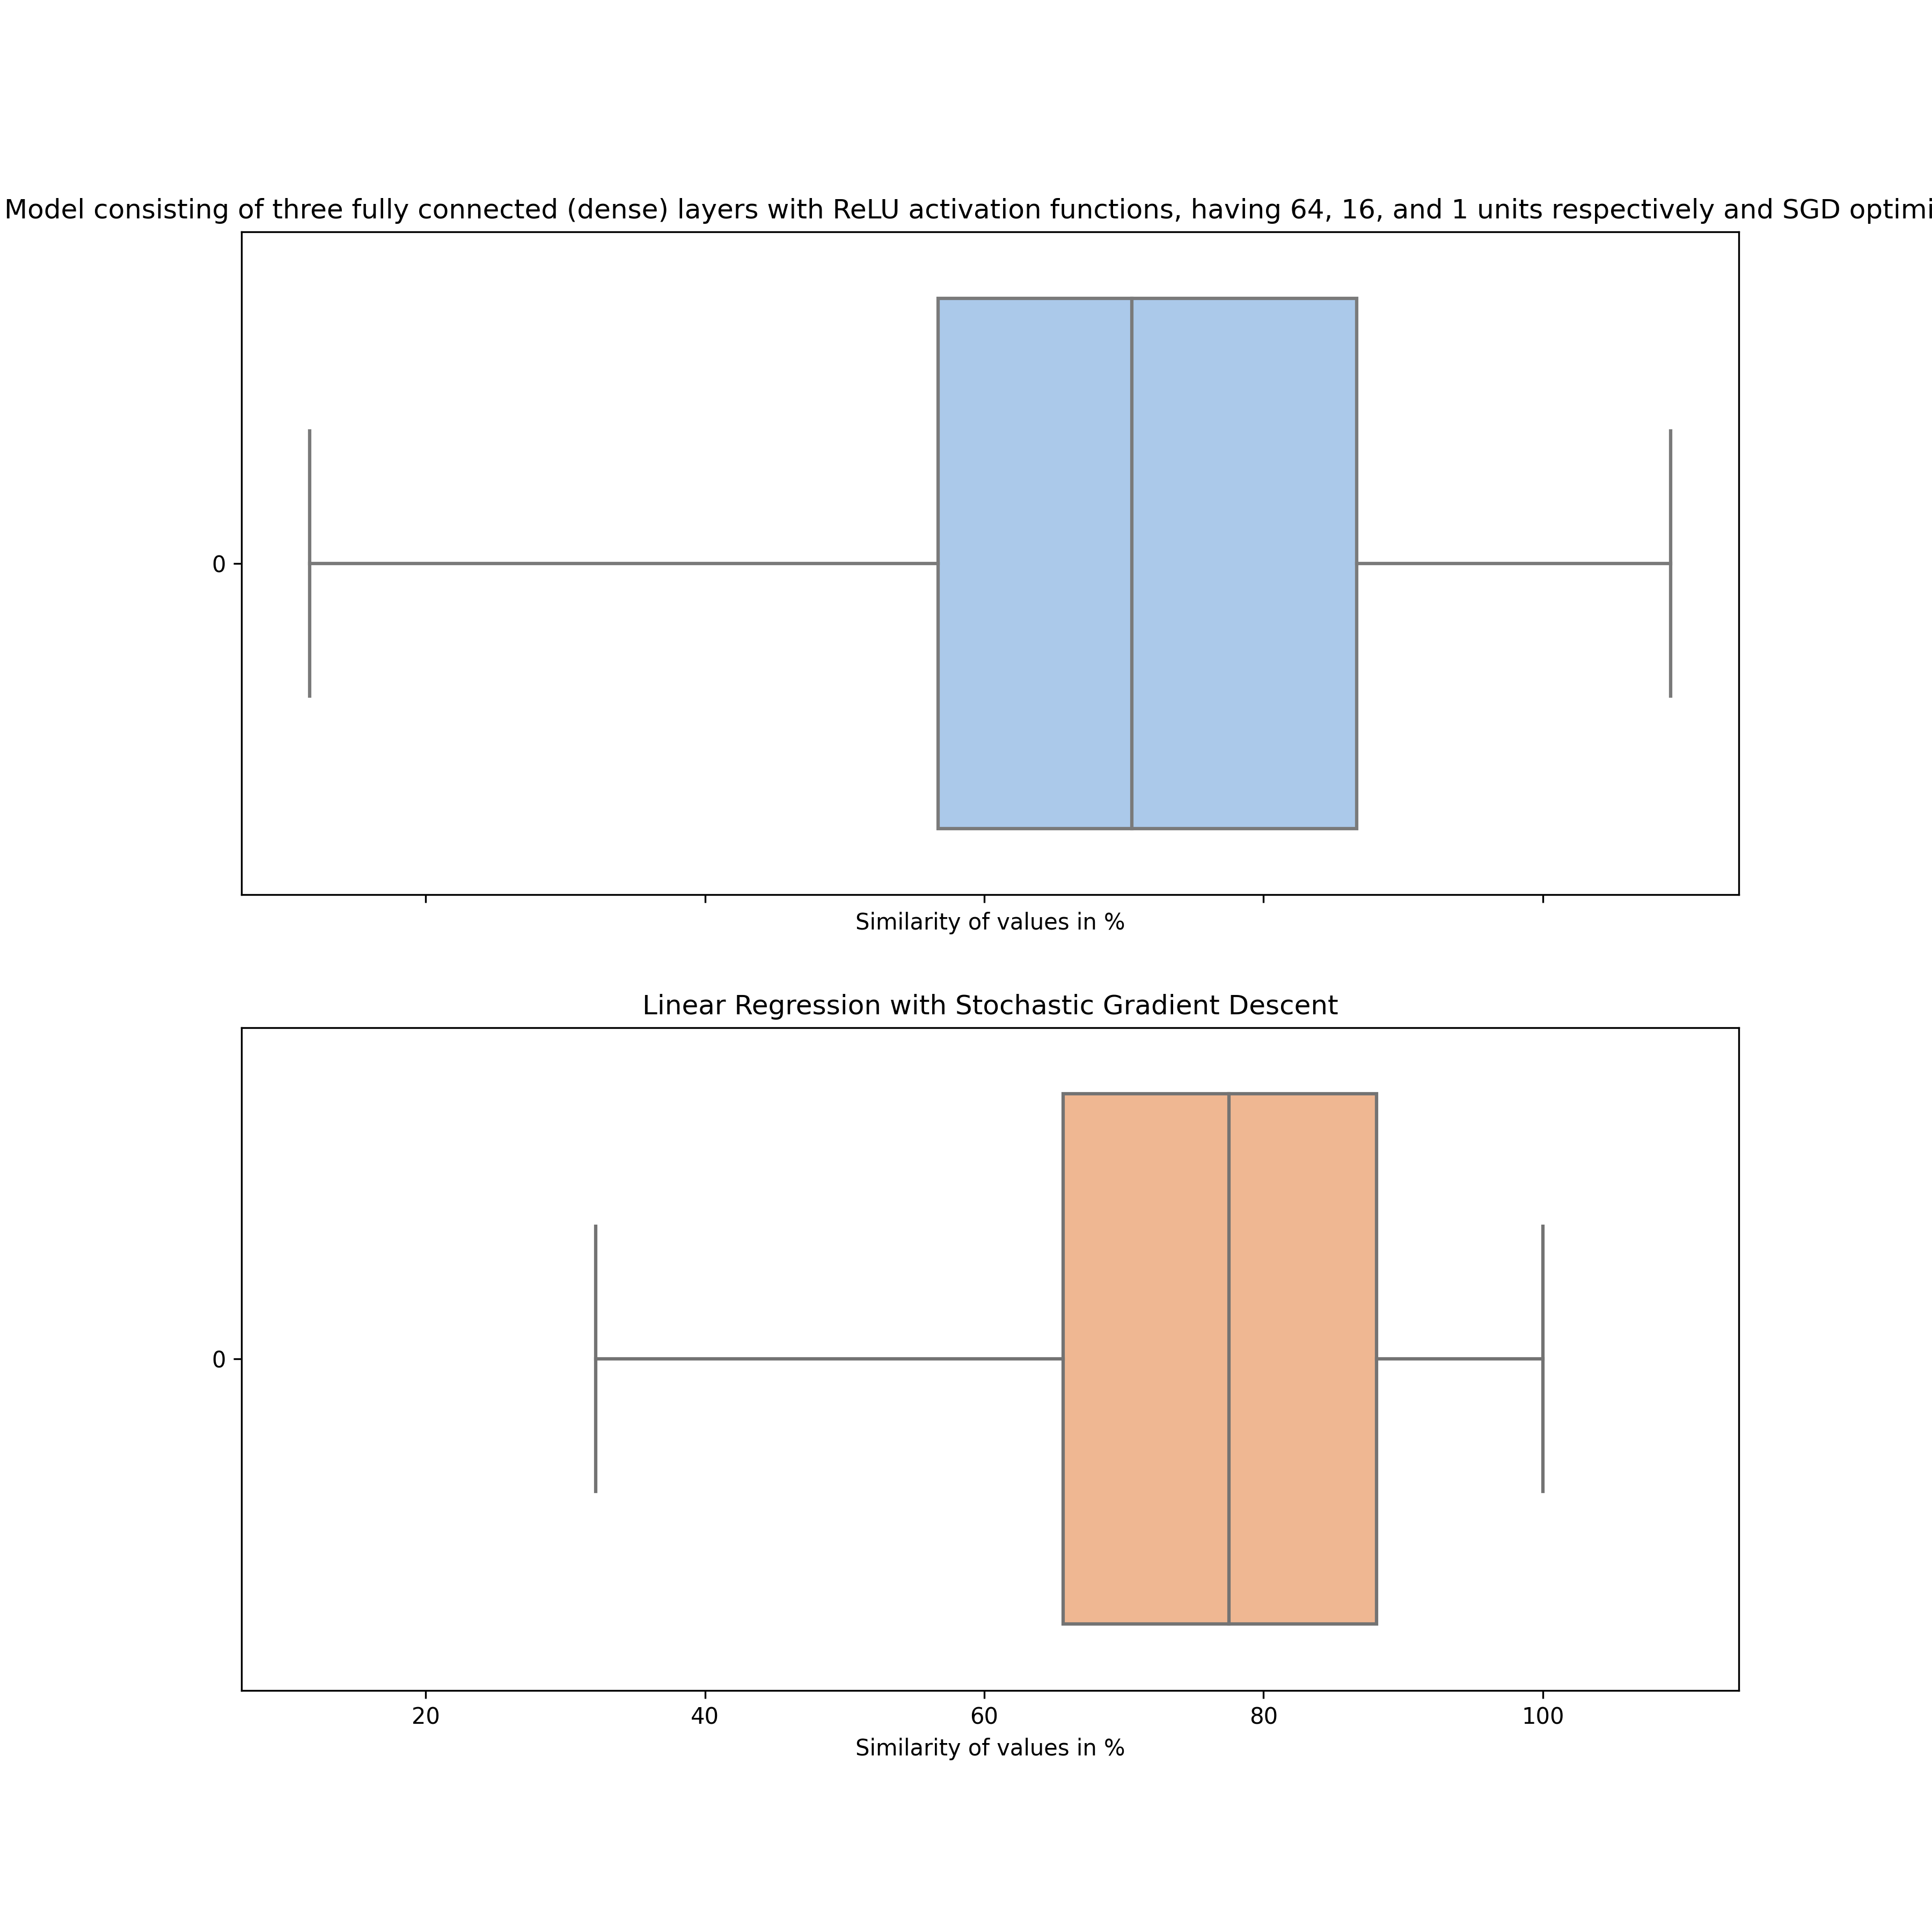 Model consisting of three fully connected (dense) layers with ReLU activation functions, having 64, 16, and 1 units respectively and SGD optimi
0
Similarity of values in %
Linear Regression with Stochastic Gradient Descent
0
20 40 60 80 100
Similarity of values in %